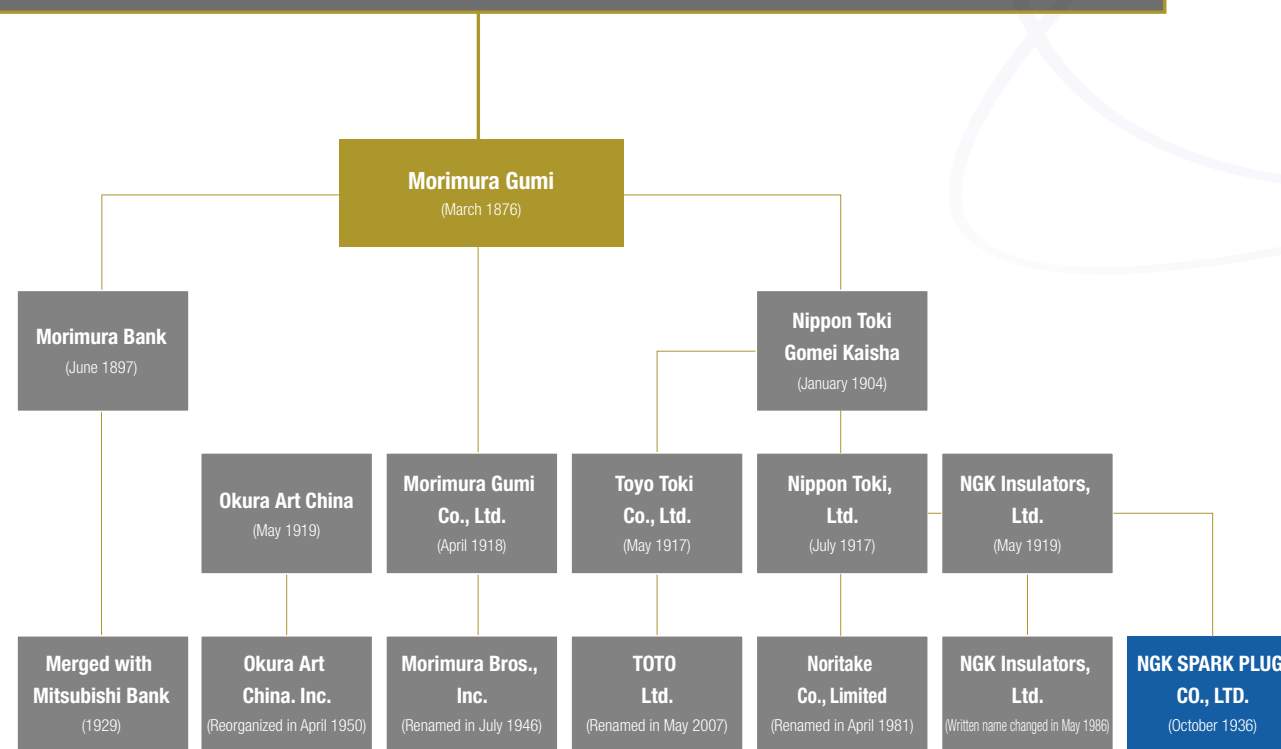 Morimura Gumi
(March 1876)
Morimura Bank
(June 1897)
Nippon Toki
Gomei Kaisha
(January 1904)
Okura Art China
(May 1919)
Morimura Gumi
Co., Ltd.
(April 1918)
Toyo Toki
Co., Ltd.
(May 1917)
Nippon Toki,
Ltd.
(July 1917)
NGK Insulators,
Ltd.
(May 1919)
Merged with
Mitsubishi Bank
(1929)
Okura Art
China. Inc.
(Reorganized in April 1950)
Morimura Bros.,
Inc.
(Renamed in July 1946)
TOTO
Ltd.
(Renamed in May 2007)
Noritake
Co., Limited
(Renamed in April 1981)
NGK Insulators,
Ltd.
(Written name changed in May 1986)
NGK SPARK PLUG
CO., LTD.
(October 1936)